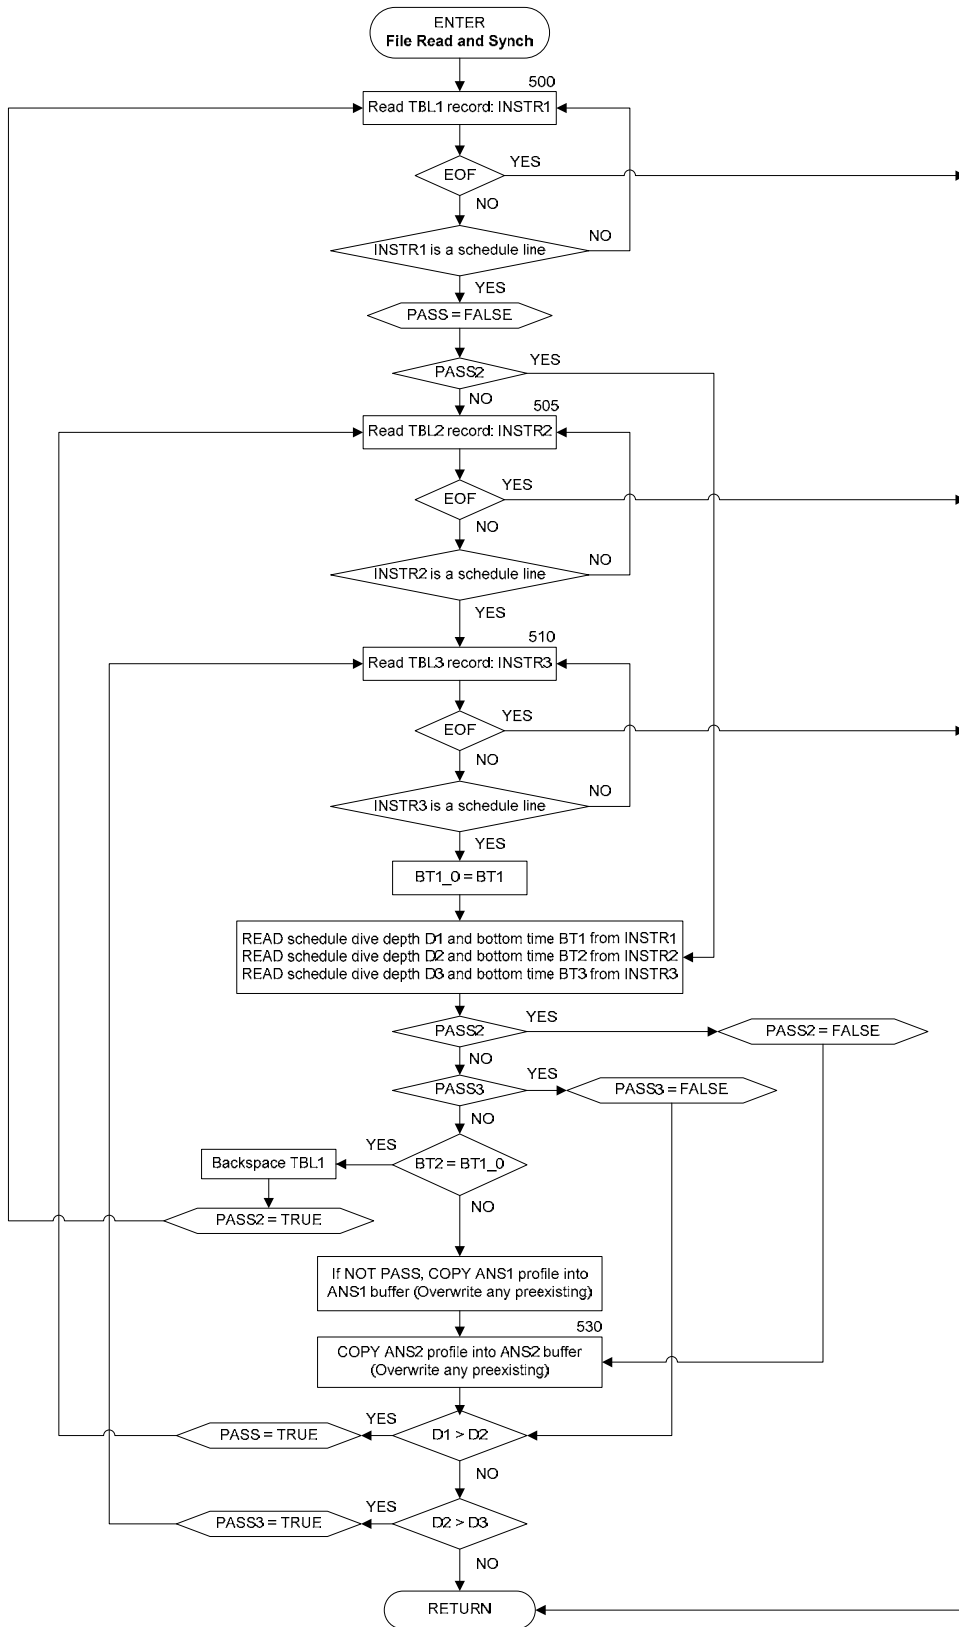 ENTER
File Read and Synch
500
Read TBL1 record: INSTR1
YES
EOF
NO
NO
INSTR1 is a schedule line
YES
PASS = FALSE
YES
PASS2
NO
505
Read TBL2 record: INSTR2
YES
EOF
NO
NO
INSTR2 is a schedule line
YES
510
Read TBL3 record: INSTR3
YES
EOF
NO
NO
INSTR3 is a schedule line
YES
BT1_0 = BT1
READ schedule dive depth D1 and bottom time BT1 from INSTR1
READ schedule dive depth D2 and bottom time BT2 from INSTR2
READ schedule dive depth D3 and bottom time BT3 from INSTR3
YES
PASS2
PASS2 = FALSE
NO
YES
PASS3
PASS3 = FALSE
NO
YES
Backspace TBL1
BT2 = BT1_0
NO
PASS2 = TRUE
If NOT PASS, COPY ANS1 profile into
ANS1 buffer (Overwrite any preexisting)
530
COPY ANS2 profile into ANS2 buffer
(Overwrite any preexisting)
YES
PASS = TRUE
D1 > D2
NO
YES
PASS3 = TRUE
D2 > D3
NO
RETURN